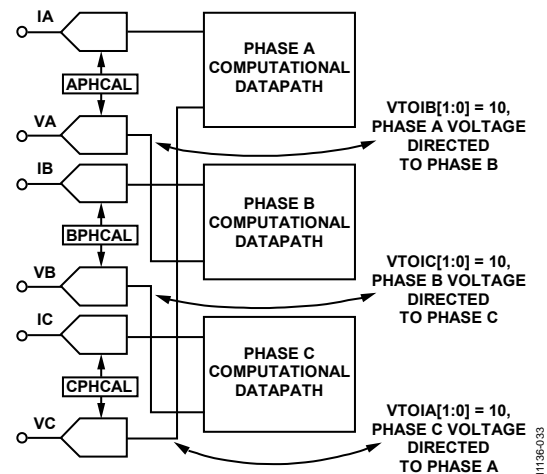 IA
PHASE A
COMPUTATIONAL
DATAPATH
APHCAL
VTOIB[1:0] = 10,
PHASE A VOLTAGE
DIRECTED
TO PHASE B
VA
IB
PHASE B
COMPUTATIONAL
DATAPATH
BPHCAL
VTOIC[1:0] = 10,
PHASE B VOLTAGE
DIRECTED
TO PHASE C
VB
IC
PHASE C
COMPUTATIONAL
DATAPATH
CPHCAL
VTOIA[1:0] = 10,
PHASE C VOLTAGE
DIRECTED
TO PHASE A
VC
11136-033